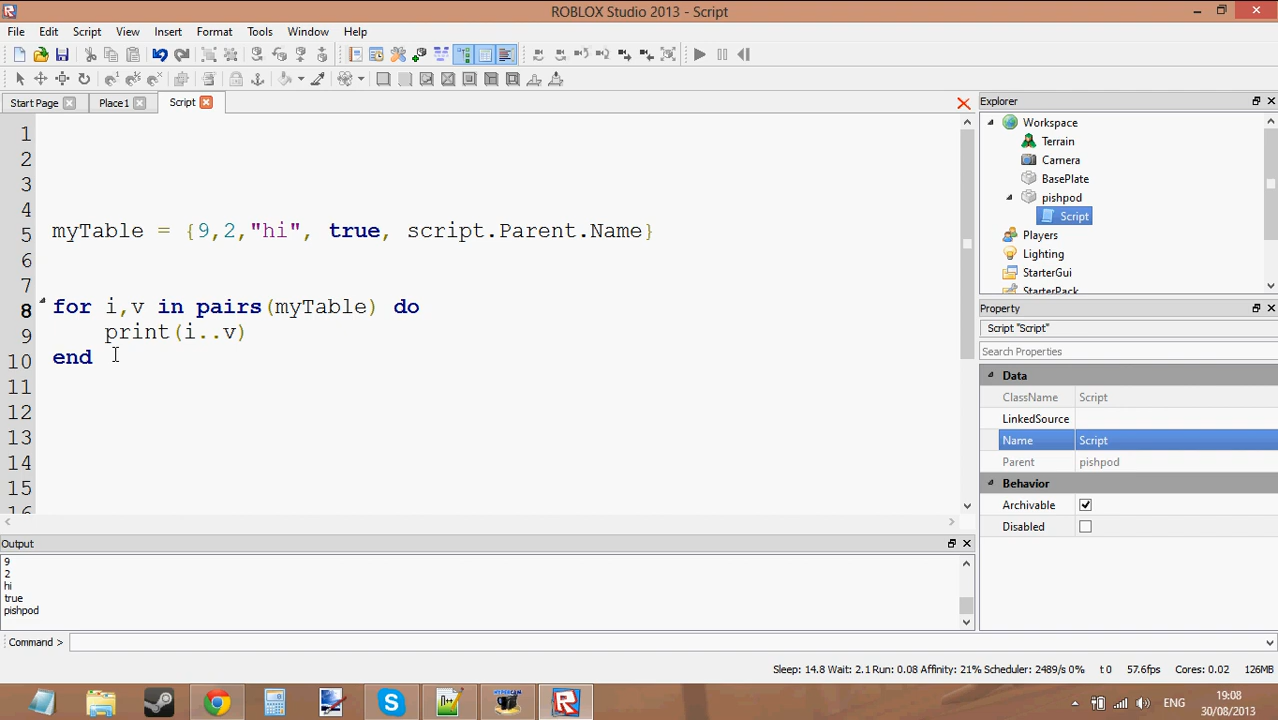 ROBLOX Studio 2013 - Script
File Edit Script View Insert Format Tools Window Help
Start Page Place1 Script
1
2
3
4
5 myTable = {9,2,"hi", true, script.Parent.Name}
6
7
8 for i,v in pairs(myTable) do
9 print(i..v)
10 end
11
12
13
14
15
16
Explorer
Workspace
Terrain
Camera
BasePlate
pishpod
Script
Players
Lighting
StarterGui
StarterPack
Property
Script "Script"
Search Properties
Data
ClassName Script
LinkedSource
Name Script
Parent pishpod
Behavior
Archivable
Disabled
Output
9
2
hi
true
pishpod
Command >
Sleep: 14.8 Wait: 2.1 Run: 0.08 Affinity: 21% Scheduler: 2489/s 0% t 0 57.6fps Cores: 0.02 126MB
ENG
19:08
30/08/2013